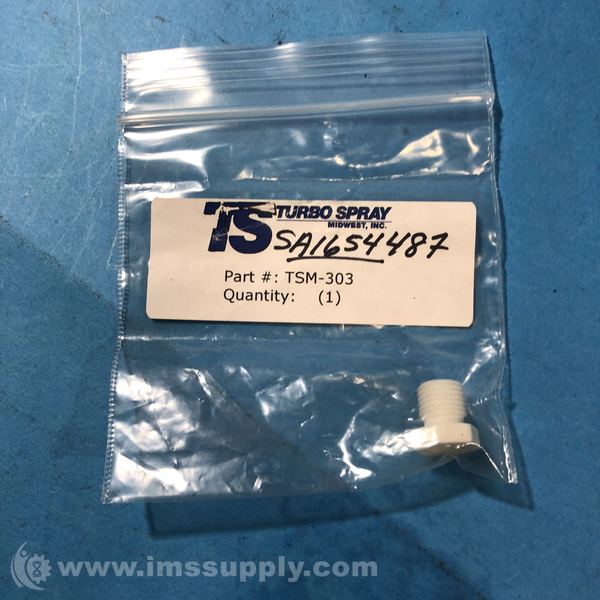 TS TURBO SPRAY
MIDWEST, INC.
SA1654487
Part #: TSM-303
Quantity: (1)
www.imssupply.com